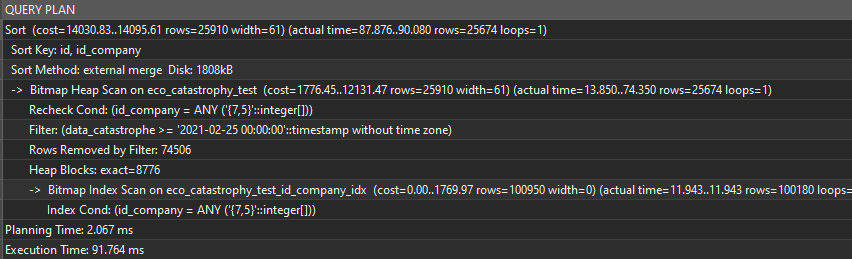 QUERY PLAN
Sort (cost=14030.83..14095.61 rows=25910 width=61) (actual time=87.876..90.080 rows=25674 loops=1)
Sort Key: id, id_company
Sort Method: external merge Disk: 1808kB
-> Bitmap Heap Scan on eco_catastrophy_test (cost=1776.45..12131.47 rows=25910 width=61) (actual time=13.850..74.350 rows=25674 loops=1)
Recheck Cond: (id_company = ANY ('{7,5}'::integer[]))
Filter: (data_catastrophe >= '2021-02-25 00:00:00'::timestamp without time zone)
Rows Removed by Filter: 74506
Heap Blocks: exact=8776
-> Bitmap Index Scan on eco_catastrophy_test_id_company_idx (cost=0.00..1769.97 rows=100950 width=0) (actual time=11.943..11.943 rows=100180 loops=
Index Cond: (id_company = ANY ('{7,5}'::integer[]))
Planning Time: 2.067 ms
Execution Time: 91.764 ms